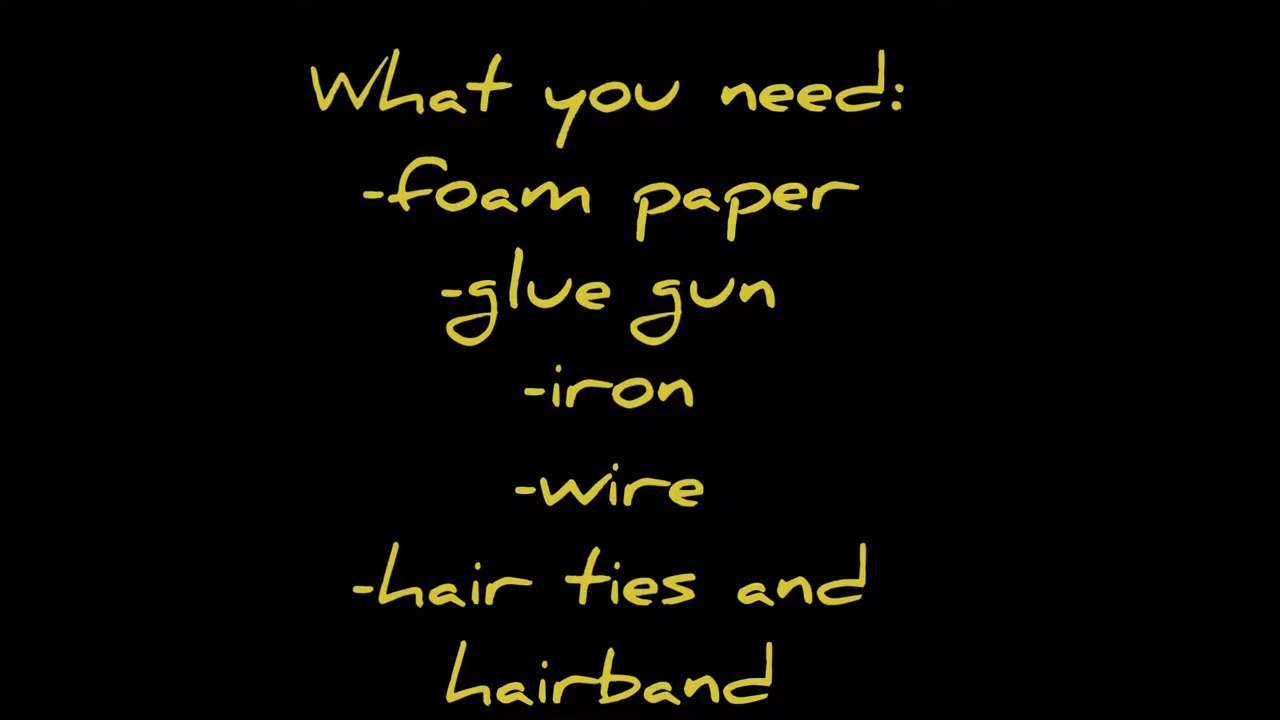 What you need:
-foam paper
-glue gun
-iron
-wire
-hair ties and
hairband